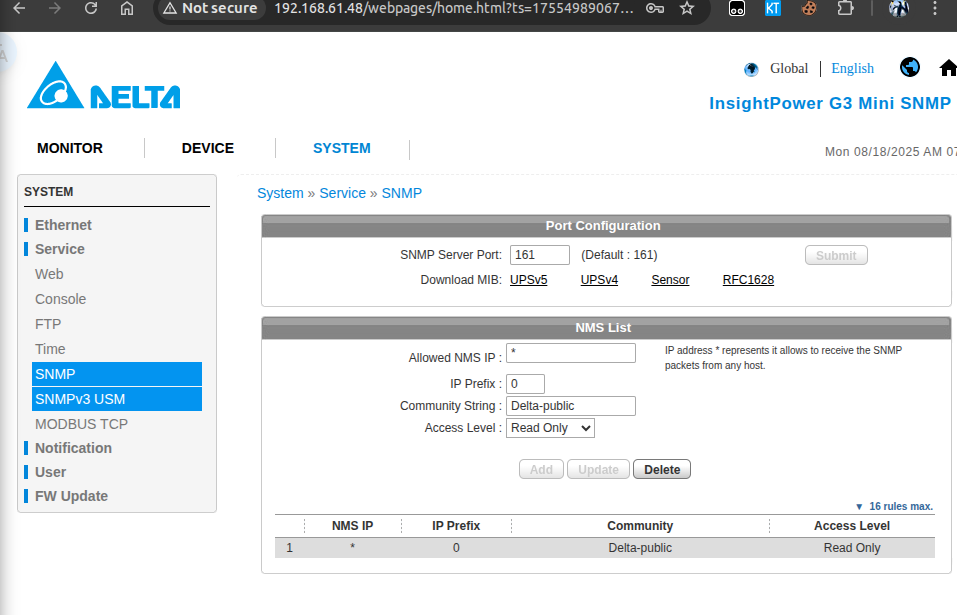 Not secure 192.168.61.48/webpages/home.html?ts=17554989067...
KT
DELTA
Global | English
InsightPower G3 Mini SNMP
MONITOR DEVICE SYSTEM
Mon 08/18/2025 AM 07
SYSTEM
Ethernet
Service
Web
Console
FTP
Time
SNMP
SNMPv3 USM
MODBUS TCP
Notification
User
FW Update
System » Service » SNMP
Port Configuration
SNMP Server Port: 161 (Default : 161) Submit
Download MIB: UPSv5 UPSv4 Sensor RFC1628
NMS List
Allowed NMS IP : *
IP address * represents it allows to receive the SNMP
packets from any host.
IP Prefix : 0
Community String : Delta-public
Access Level : Read Only
Add Update Delete
▼ 16 rules max.
NMS IP IP Prefix Community Access Level
1 * 0 Delta-public Read Only